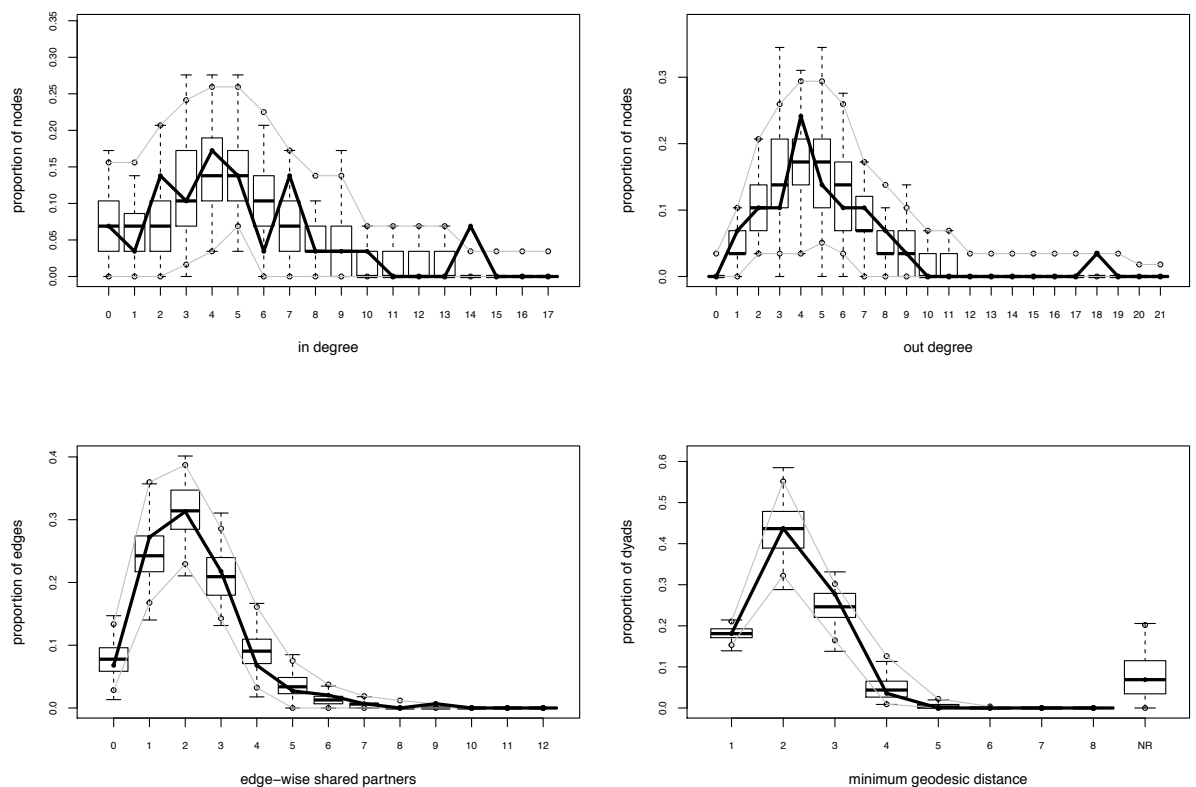 proportion of nodes
0.00 0.05 0.10 0.15 0.20 0.25 0.30 0.35
0 1 2 3 4 5 6 7 8 9 10 11 12 13 14 15 16 17
in degree
proportion of nodes
0.0 0.1 0.2 0.3
0 1 2 3 4 5 6 7 8 9 10 11 12 13 14 15 16 17 18 19 20 21
out degree
proportion of edges
0.0 0.1 0.2 0.3 0.4
0 1 2 3 4 5 6 7 8 9 10 11 12
edge−wise shared partners
proportion of dyads
0.0 0.1 0.2 0.3 0.4 0.5 0.6
1 2 3 4 5 6 7 8 NR
minimum geodesic distance